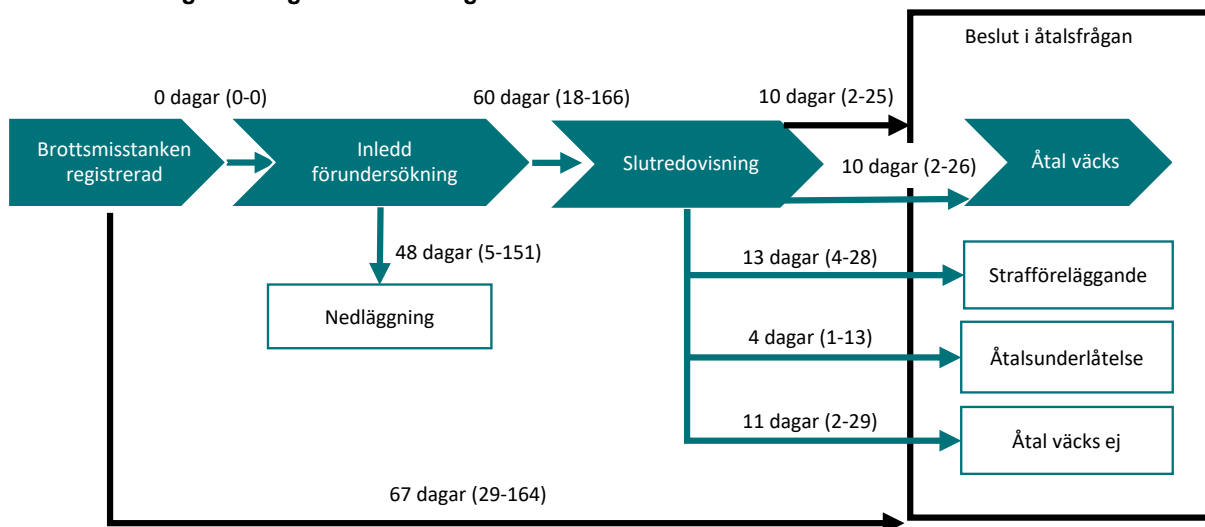 Beslut i åtalsfrågan
0 dagar (0-0)
60 dagar (18-166)
10 dagar (2-25)
Brottsmisstanken
registrerad
Inledd
förundersökning
Slutredovisning
10 dagar (2-26)
Åtal väcks
48 dagar (5-151)
13 dagar (4-28)
Strafföreläggande
Nedläggning
4 dagar (1-13)
Åtalsunderlåtelse
11 dagar (2-29)
Åtal väcks ej
67 dagar (29-164)